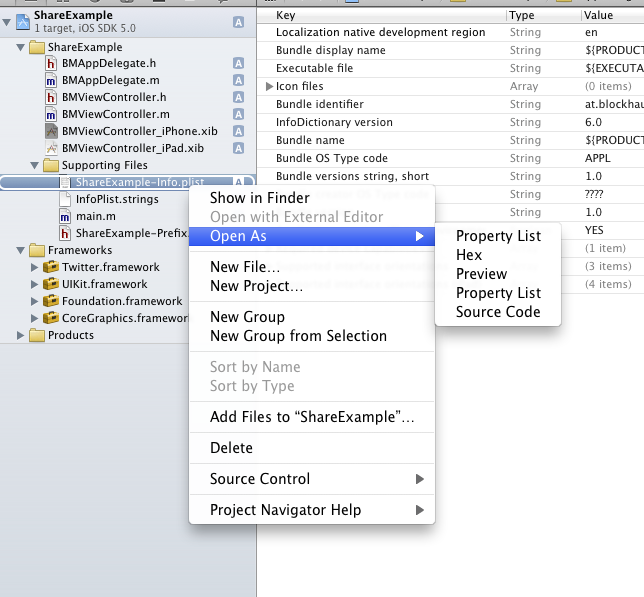 ShareExample
1 target, iOS SDK 5.0
A
ShareExample
BMAppDelegate.h A
BMAppDelegate.m A
BMViewController.h A
BMViewController.m A
BMViewController_iPhone.xib A
BMViewController_iPad.xib A
Supporting Files
ShareExample-Info.plist A
InfoPlist.strings
main.m
ShareExample-Prefix.
Frameworks
Twitter.framework
UIKit.framework
Foundation.framework
CoreGraphics.framework
Products
Key Type Value
Localization native development region String en
Bundle display name String ${PRODUCT
Executable file String ${EXECUTA
Icon files Array (0 items)
Bundle identifier String at.blockhau
InfoDictionary version String 6.0
Bundle name String ${PRODUCT
Bundle OS Type code String APPL
Bundle versions string, short String 1.0
????
1.0
YES
(1 item)
(3 items)
(4 items)
Show in Finder
Open with External Editor
Open As
New File...
New Project...
New Group
New Group from Selection
Sort by Name
Sort by Type
Add Files to “ShareExample”...
Delete
Source Control
Project Navigator Help
Property List
Hex
Preview
Property List
Source Code